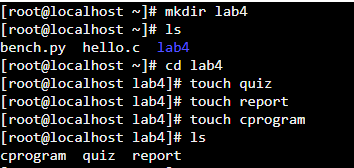 [root@localhost ~]# mkdir lab4
[root@localhost ~]# ls
bench.py  hello.c  lab4
[root@localhost ~]# cd lab4
[root@localhost lab4]# touch quiz
[root@localhost lab4]# touch report
[root@localhost lab4]# touch cprogram
[root@localhost lab4]# ls
cprogram  quiz  report